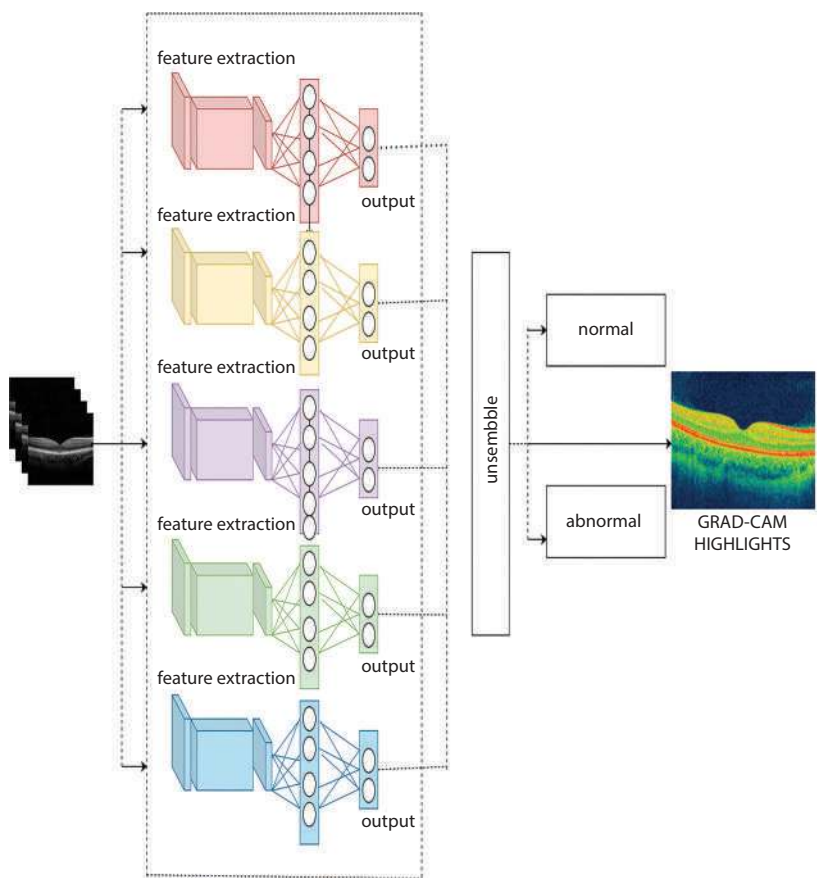 feature extraction
output
feature extraction
output
feature extraction
output
feature extraction
output
feature extraction
output
unsembble
normal
abnormal
GRAD-CAM
HIGHLIGHTS